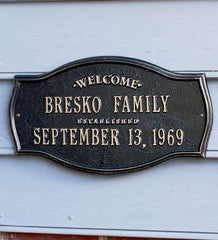 ·WELCOME·
BRESKO FAMILY
ESTABLISHED
SEPTEMBER 13, 1969